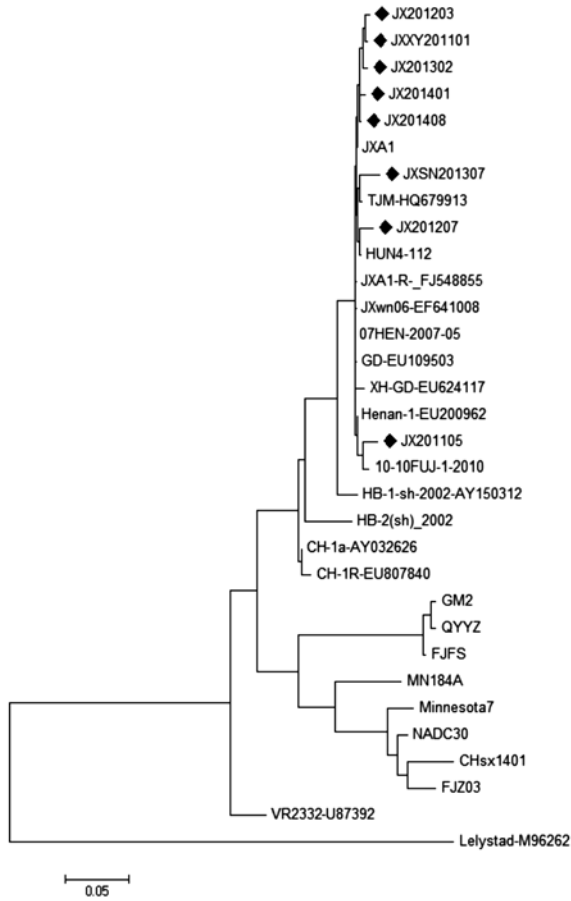 JX201203
JXXY201101
JX201302
JX201401
JX201408
JXA1
JXSN201307
TJM-HQ679913
JX201207
HUN4-112
JXA1-R-_FJ548855
JXwn06-EF641008
07HEN-2007-05
GD-EU109503
XH-GD-EU624117
Henan-1-EU200962
JX201105
10-10FUJ-1-2010
HB-1-sh-2002-AY150312
HB-2(sh)_2002
CH-1a-AY032626
CH-1R-EU807840
GM2
QYYZ
FJFS
MN184A
Minnesota7
NADC30
CHsx1401
FJZ03
VR2332-U87392
Lelystad-M96262
0.05